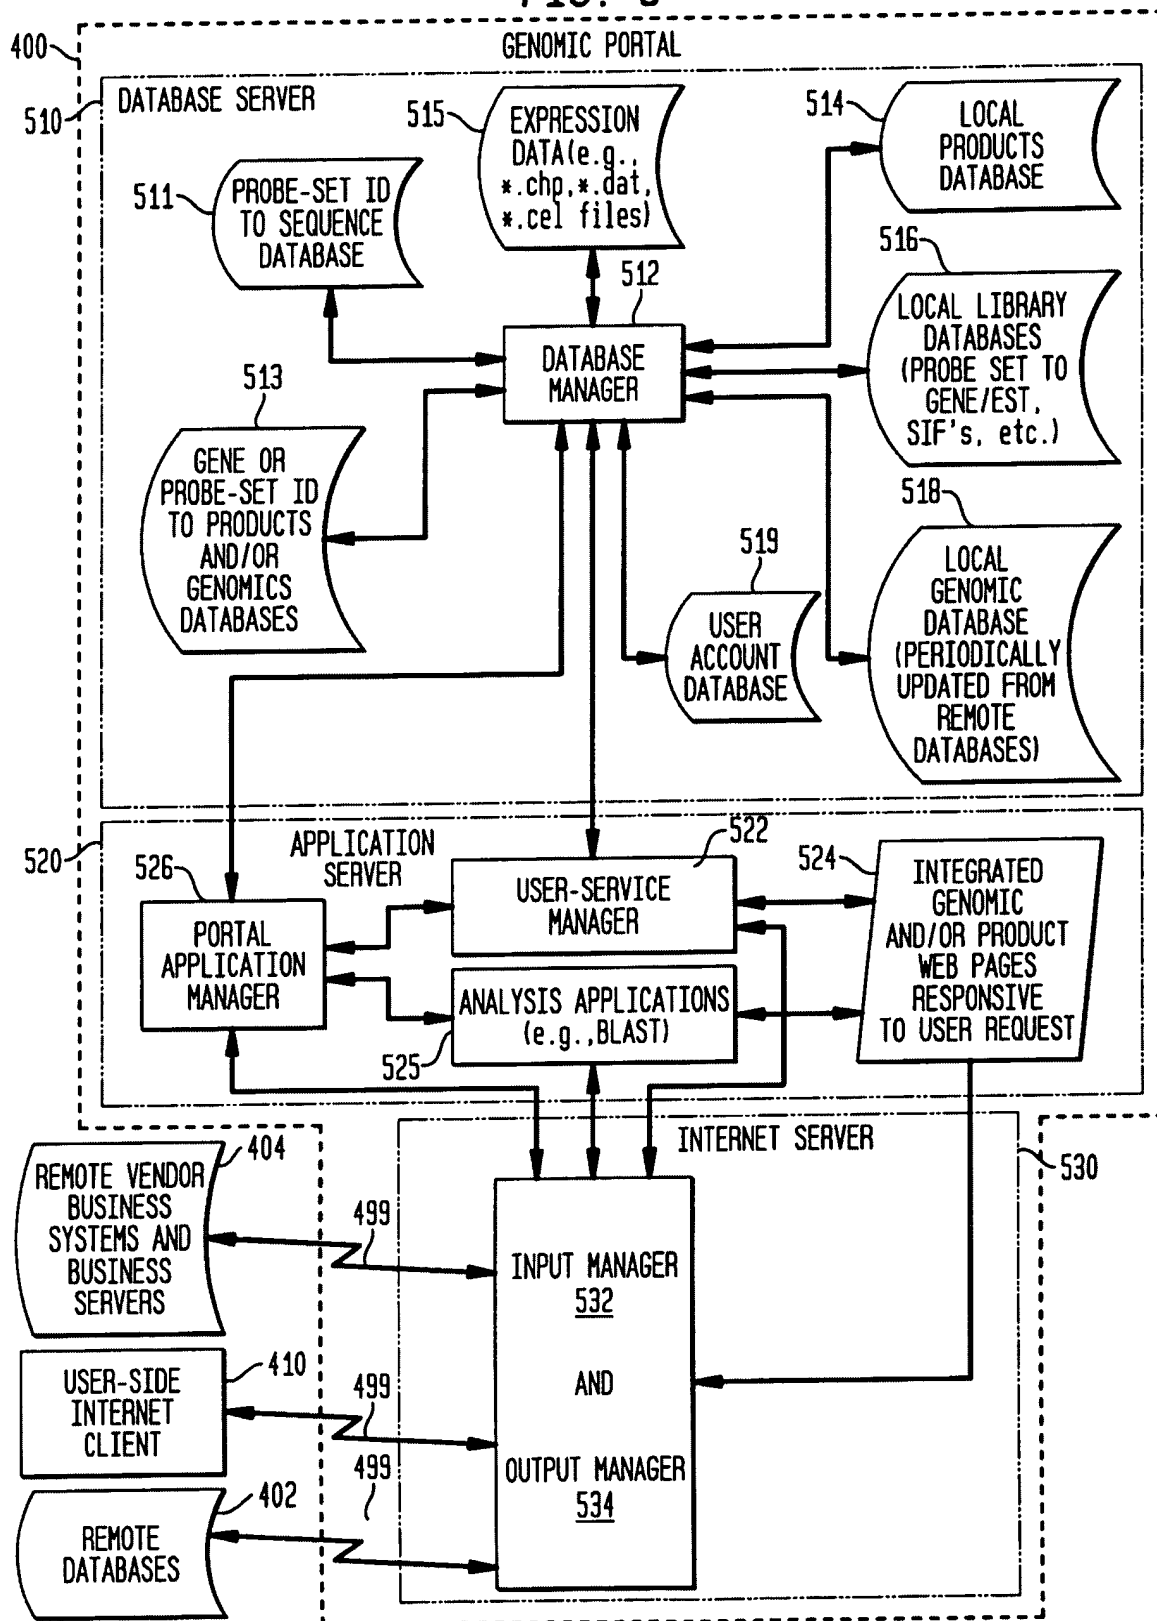 GENOMIC PORTAL
400
510
DATABASE SERVER
511
PROBE-SET ID
TO SEQUENCE
DATABASE
515
EXPRESSION
DATA(e.g.,
*.chp,*.dat,
*.cel files)
514
LOCAL
PRODUCTS
DATABASE
512
DATABASE
MANAGER
516
LOCAL LIBRARY
DATABASES
(PROBE SET TO
GENE/EST,
SIF's, etc.)
513
GENE OR
PROBE-SET ID
TO PRODUCTS
AND/OR
GENOMICS
DATABASES
519
USER
ACCOUNT
DATABASE
518
LOCAL
GENOMIC
DATABASE
(PERIODICALLY
UPDATED FROM
REMOTE
DATABASES)
520
APPLICATION
SERVER
526
PORTAL
APPLICATION
MANAGER
522
USER-SERVICE
MANAGER
525
ANALYSIS APPLICATIONS
(e.g.,BLAST)
524
INTEGRATED
GENOMIC
AND/OR PRODUCT
WEB PAGES
RESPONSIVE
TO USER REQUEST
INTERNET SERVER
530
404
REMOTE VENDOR
BUSINESS
SYSTEMS AND
BUSINESS
SERVERS
499
INPUT MANAGER
532
AND
OUTPUT MANAGER
534
410
USER-SIDE
INTERNET
CLIENT
499
499
402
REMOTE
DATABASES